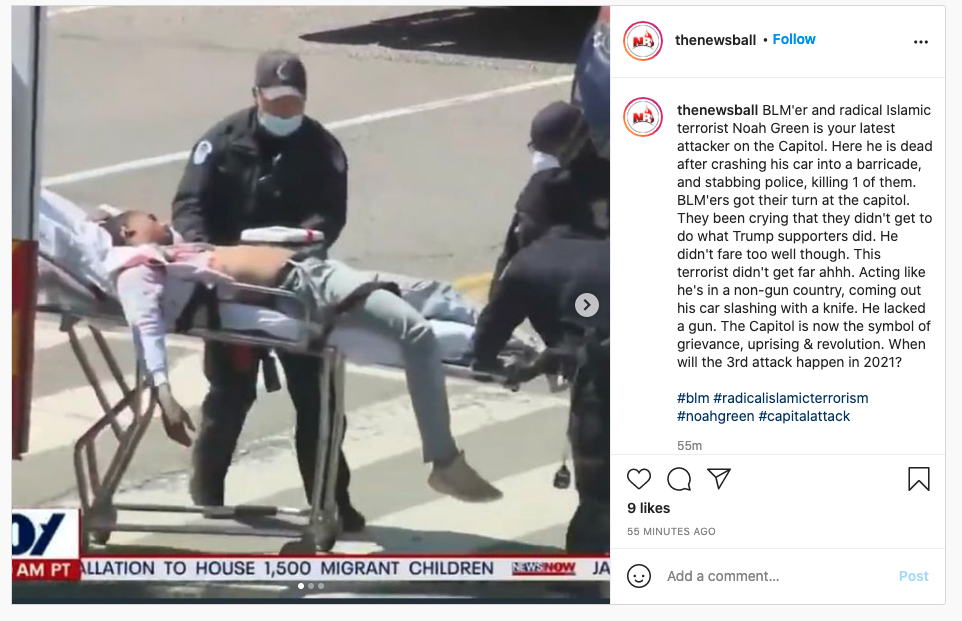 thenewsball • Follow
thenewsball BLM'er and radical Islamic
terrorist Noah Green is your latest
attacker on the Capitol. Here he is dead
after crashing his car into a barricade,
and stabbing police, killing 1 of them.
BLM'ers got their turn at the capitol.
They been crying that they didn't get to
do what Trump supporters did. He
didn't fare too well though. This
terrorist didn't get far ahhh. Acting like
he's in a non-gun country, coming out
his car slashing with a knife. He lacked
a gun. The Capitol is now the symbol of
grievance, uprising & revolution. When
will the 3rd attack happen in 2021?
#blm #radicalislamicterrorism
#noahgreen #capitalattack
55m
9 likes
55 MINUTES AGO
Add a comment... Post
OY
AM PT ALLATION TO HOUSE 1,500 MIGRANT CHILDREN NEWSNOW JA